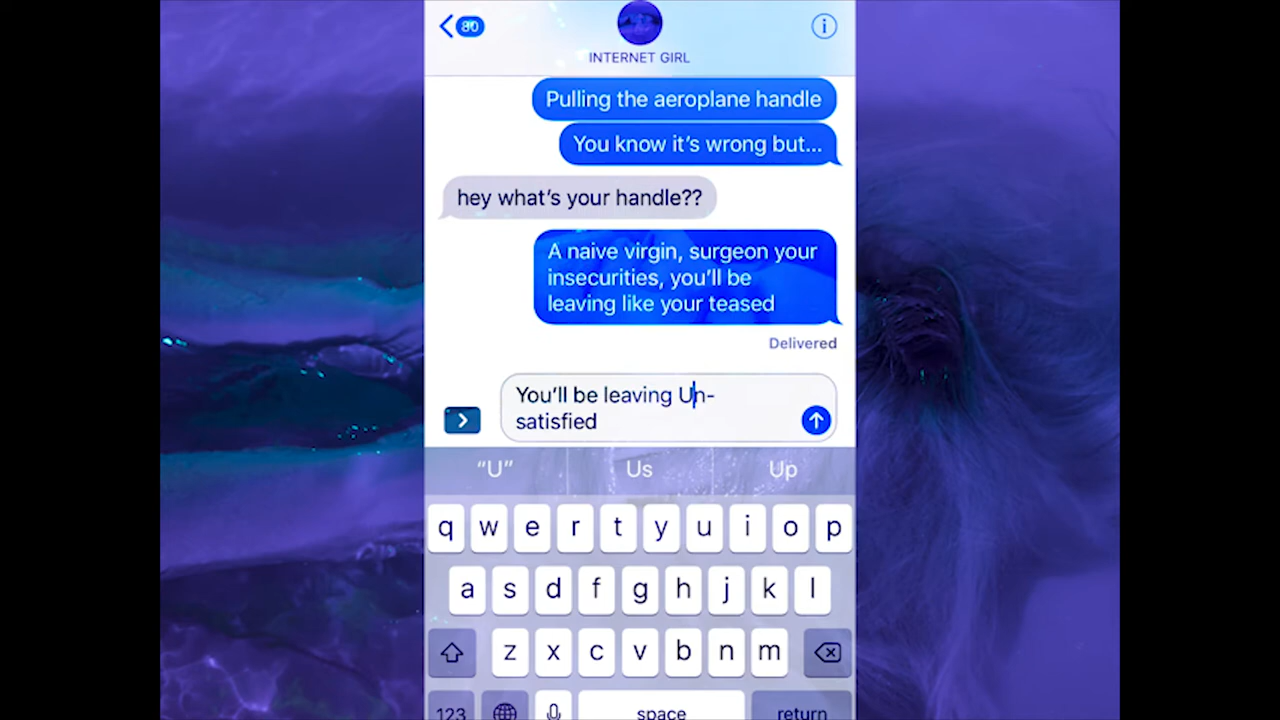 80
INTERNET GIRL
Pulling the aeroplane handle
You know it's wrong but...
hey what's your handle??
A naive virgin, surgeon your
insecurities, you'll be
leaving like your teased
Delivered
You'll be leaving Un-
satisfied
"U" Us Up
q w e r t y u i o p
a s d f g h j k l
z x c v b n m
123 space return